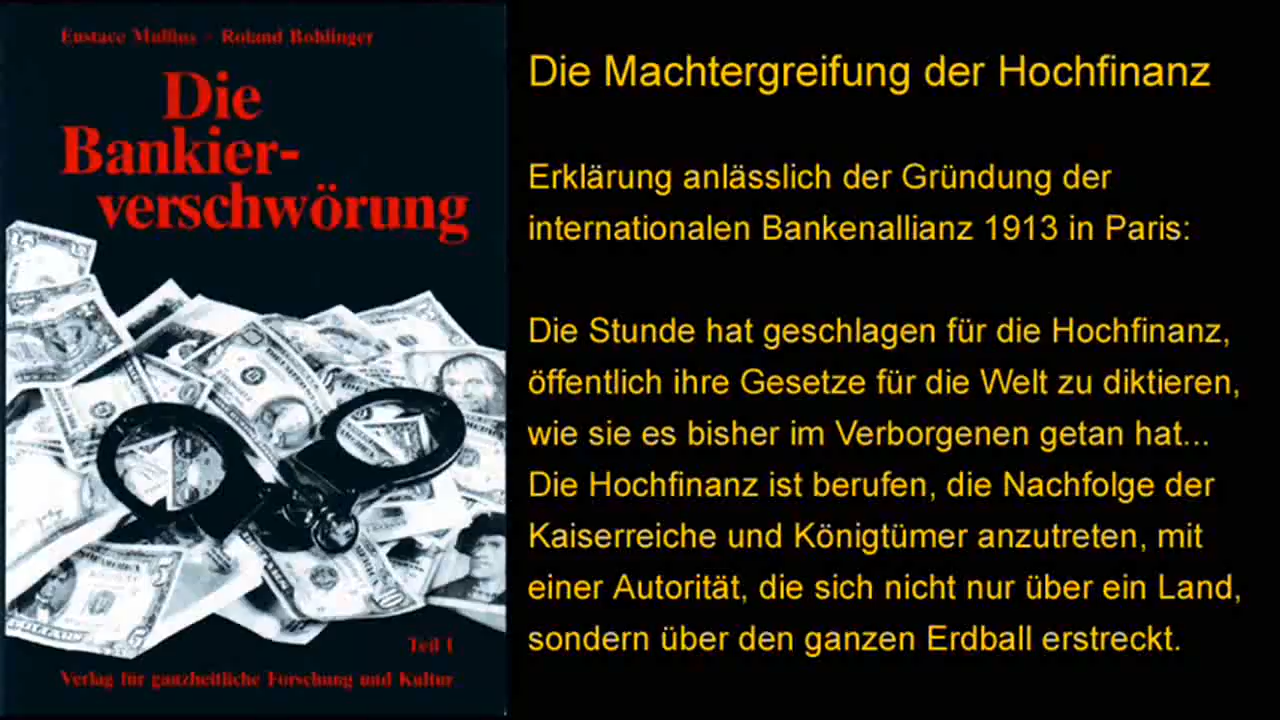 Eustace Mullins - Roland Bohlinger
Die
Bankier-
verschwörung
Teil I
Verlag für ganzheitliche Forschung und Kultur
Die Machtergreifung der Hochfinanz
Erklärung anlässlich der Gründung der
internationalen Bankenallianz 1913 in Paris:
Die Stunde hat geschlagen für die Hochfinanz,
öffentlich ihre Gesetze für die Welt zu diktieren,
wie sie es bisher im Verborgenen getan hat...
Die Hochfinanz ist berufen, die Nachfolge der
Kaiserreiche und Königtümer anzutreten, mit
einer Autorität, die sich nicht nur über ein Land,
sondern über den ganzen Erdball erstreckt.